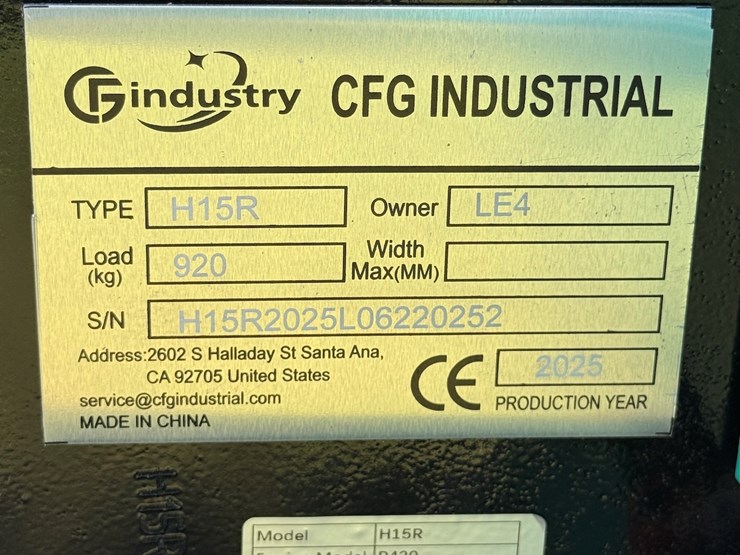 Gindustry CFG INDUSTRIAL
TYPE H15R Owner LE4
Load (kg) 920 Width Max(MM)
S/N H15R2025L06220252
Address:2602 S Halladay St Santa Ana,
CA 92705 United States
service@cfgindustrial.com
MADE IN CHINA
CE 2025
PRODUCTION YEAR
H15R
Model H15R